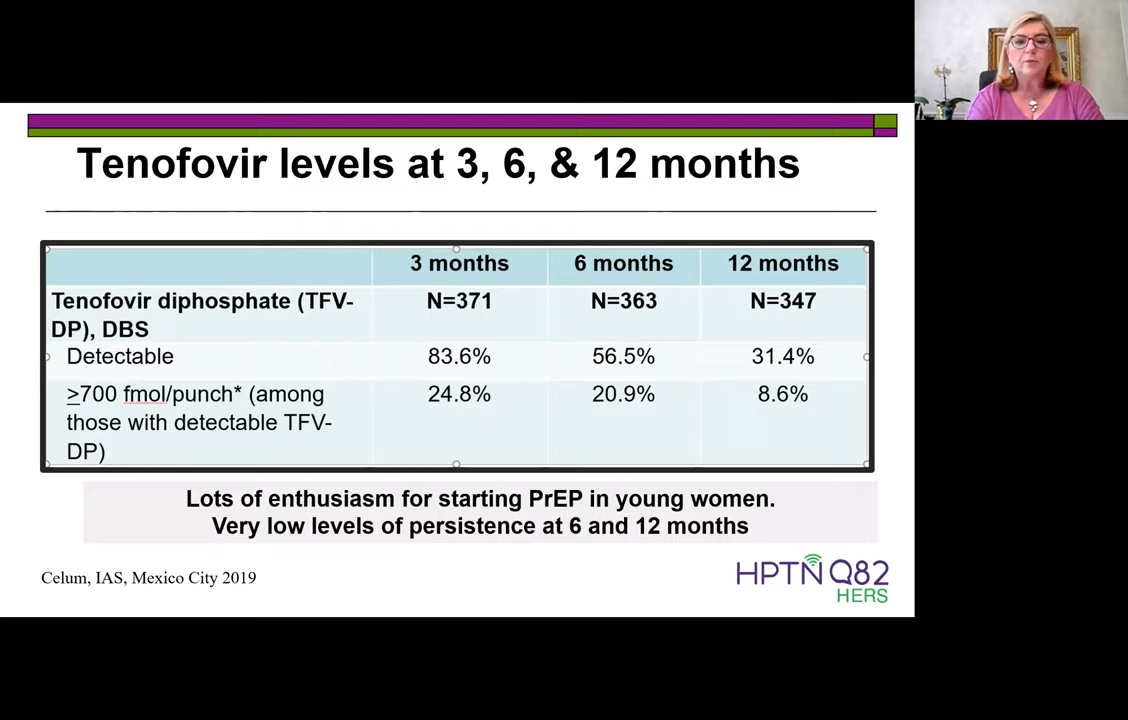 Tenofovir levels at 3, 6, & 12 months
3 months 6 months 12 months
Tenofovir diphosphate (TFV-
DP), DBS N=371 N=363 N=347
Detectable 83.6% 56.5% 31.4%
≥700 fmol/punch* (among 24.8% 20.9% 8.6%
those with detectable TFV-
DP)
Lots of enthusiasm for starting PrEP in young women.
Very low levels of persistence at 6 and 12 months
Celum, IAS, Mexico City 2019
HPTN 082
HERS